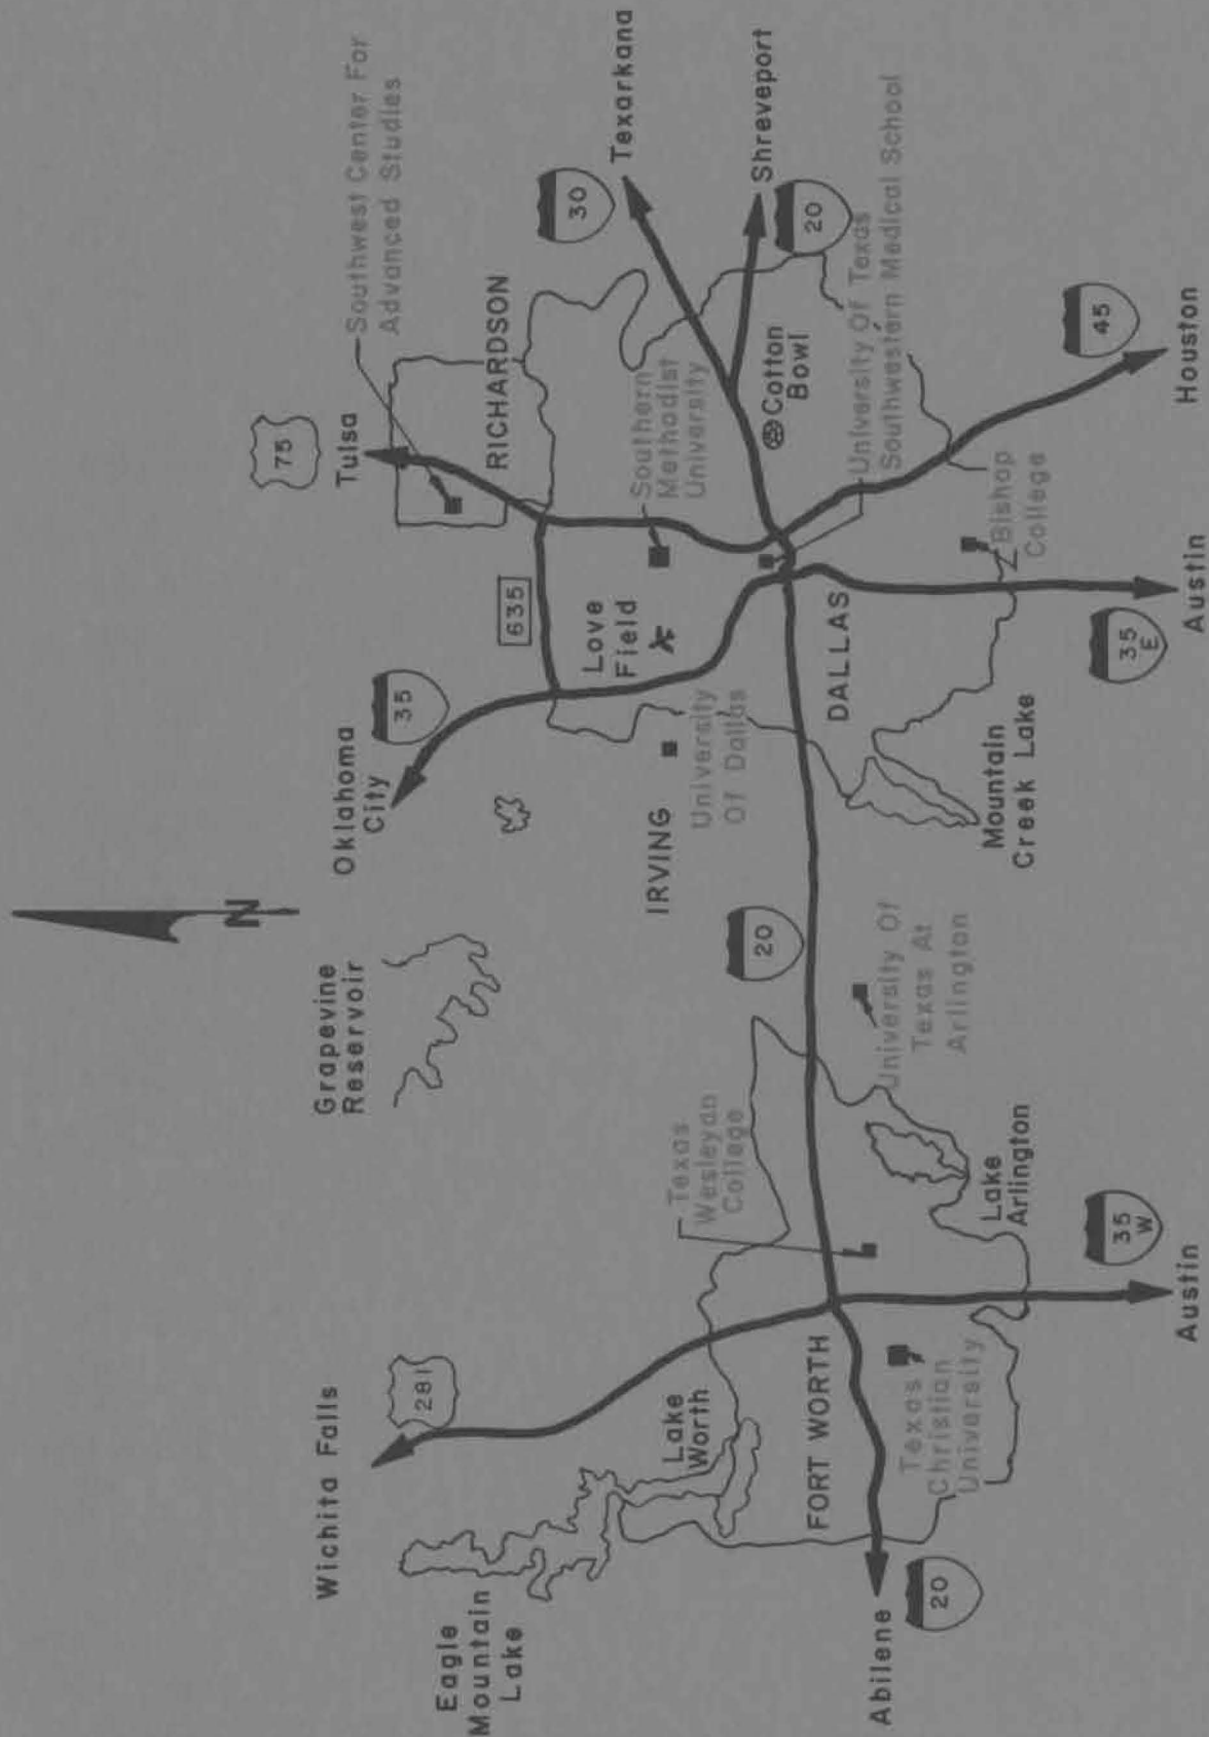 N
Wichita Falls
281
Eagle
Mountain
Lake
Grapevine
Reservoir
Oklahoma
City
35
Tulsa
75
Southwest Center For
Advanced Studies
RICHARDSON
635
30
Texarkana
Love
Field
Southern
Methodist
University
Shreveport
20
IRVING
University
Of Dallas
Lake
Worth
Texas
Wesleyan
College
20
Cotton
Bowl
FORT WORTH
DALLAS
University Of Texas
Southwestern Medical School
Abilene
20
Texas
Christian
University
University Of
Texas At
Arlington
Lake
Arlington
Mountain
Creek Lake
Bishop
College
35
W
Austin
35
E
Austin
45
Houston